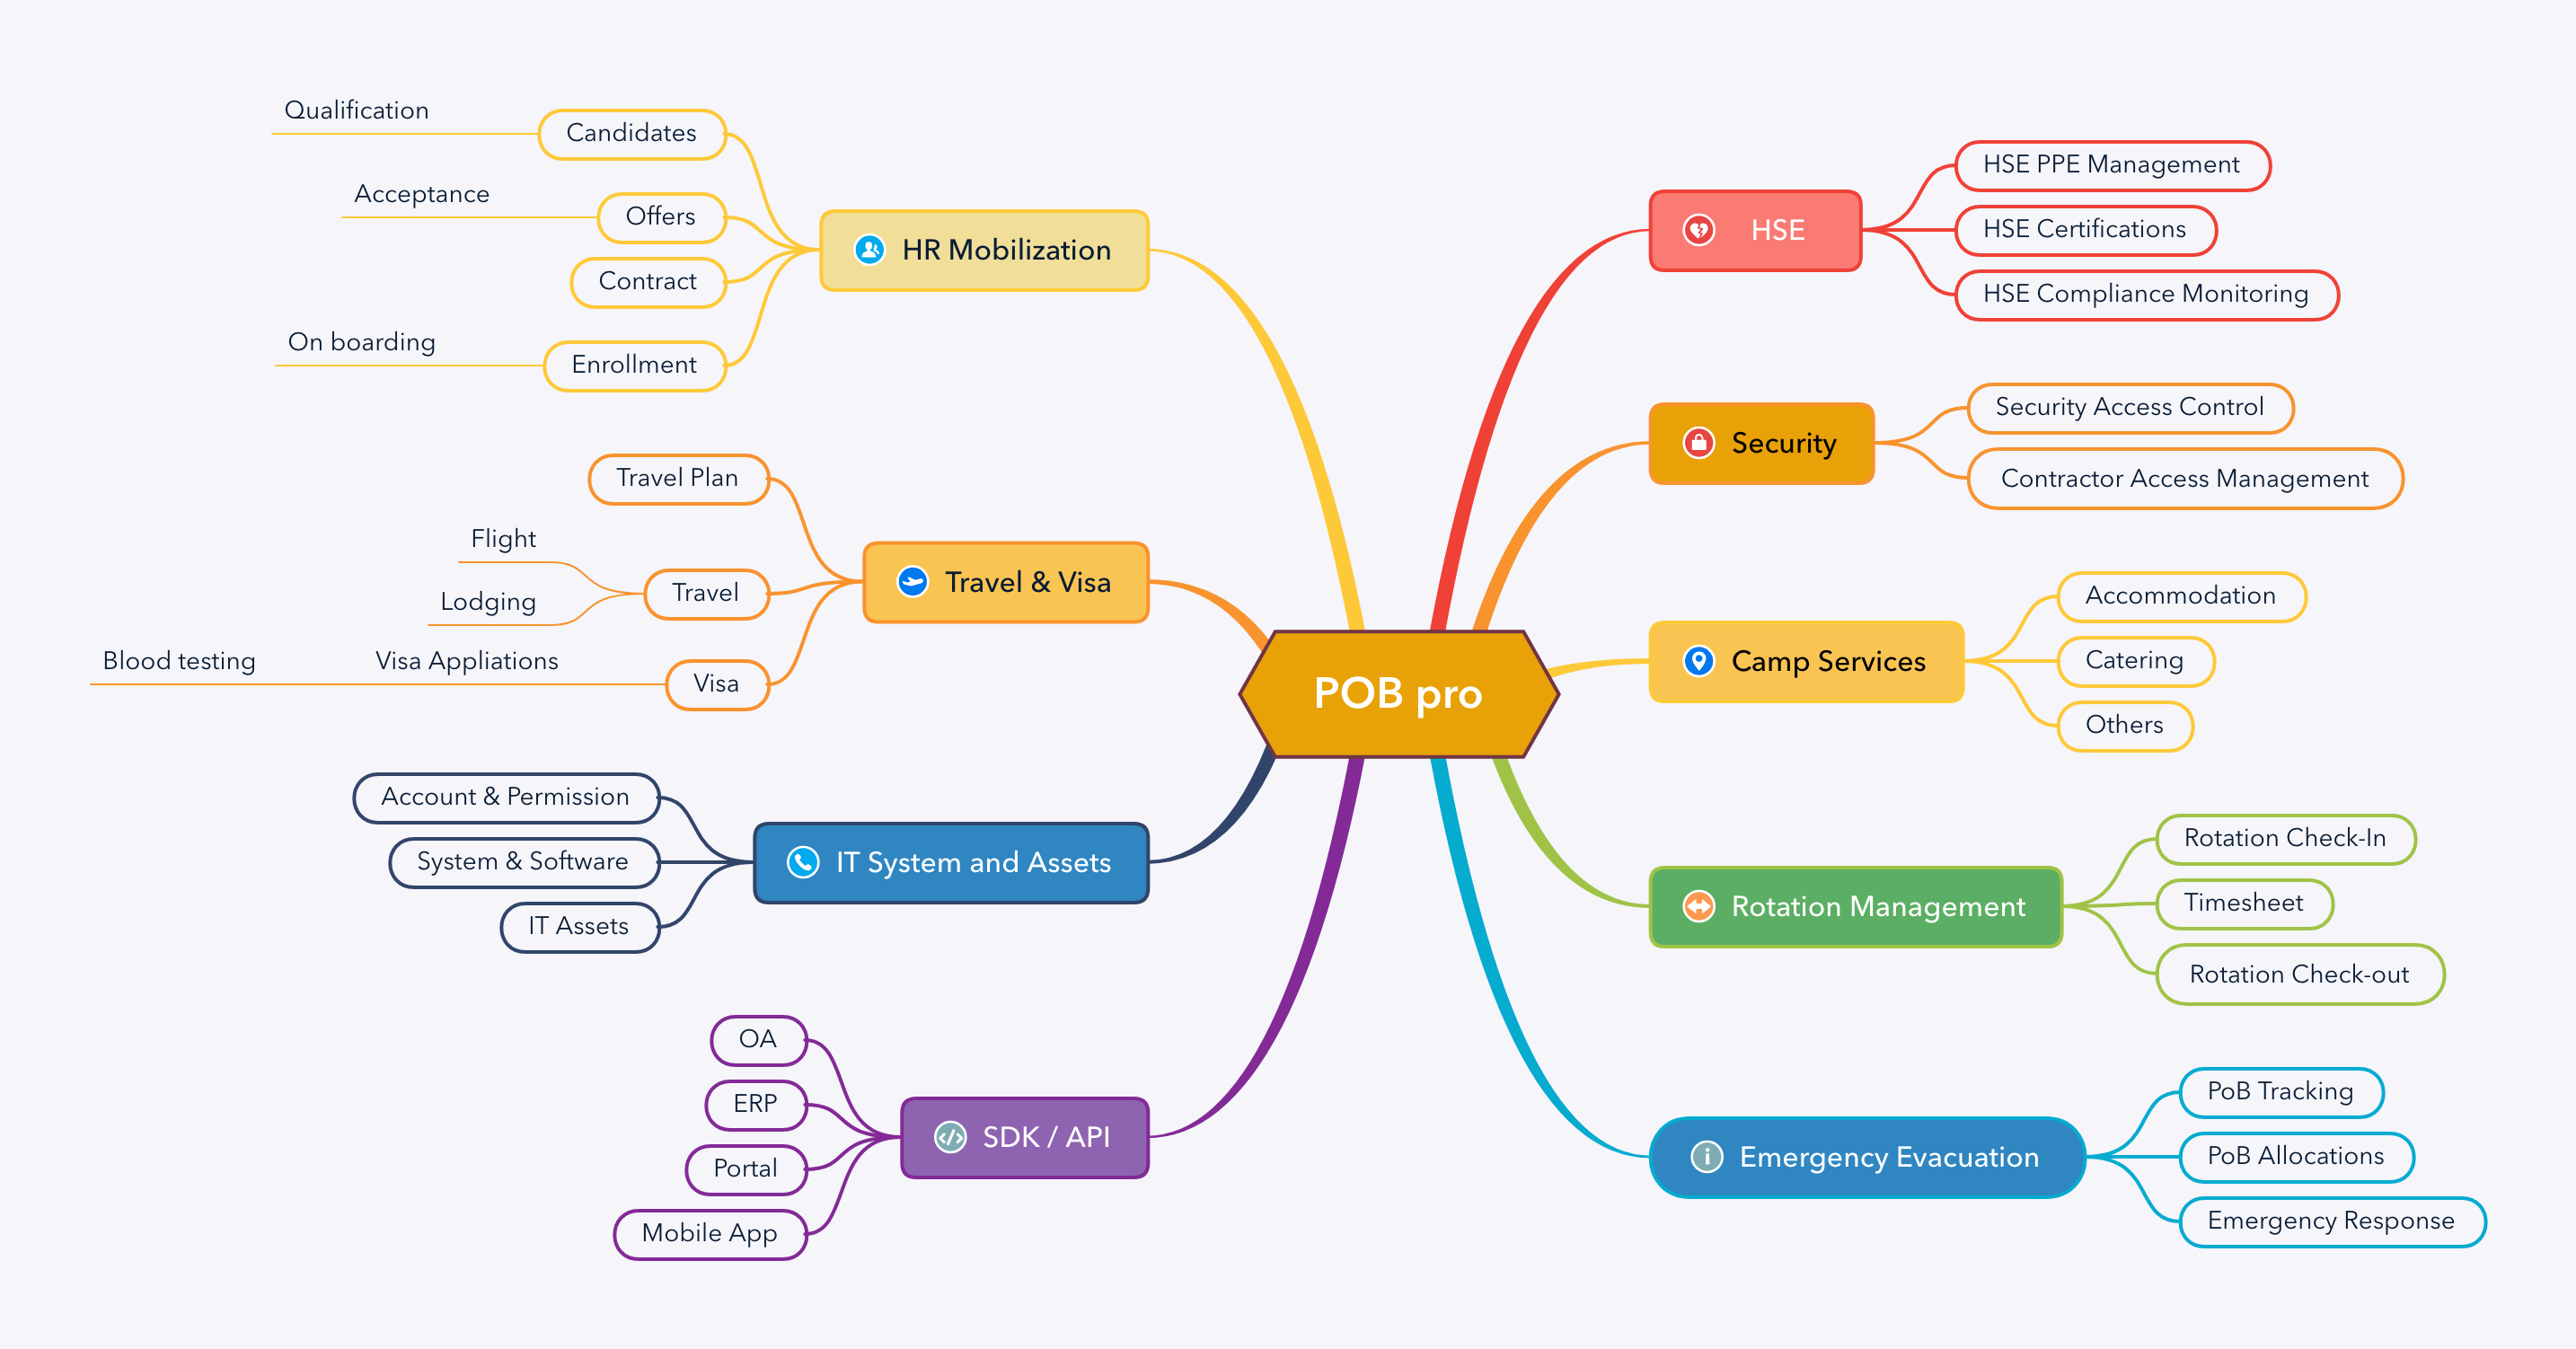 POB pro
HR Mobilization
Candidates
Qualification
Offers
Acceptance
Contract
Enrollment
On boarding
Travel & Visa
Travel Plan
Travel
Flight
Lodging
Visa
Visa Appliations
Blood testing
IT System and Assets
Account & Permission
System & Software
IT Assets
SDK / API
OA
ERP
Portal
Mobile App
HSE
HSE PPE Management
HSE Certifications
HSE Compliance Monitoring
Security
Security Access Control
Contractor Access Management
Camp Services
Accommodation
Catering
Others
Rotation Management
Rotation Check-In
Timesheet
Rotation Check-out
Emergency Evacuation
PoB Tracking
PoB Allocations
Emergency Response